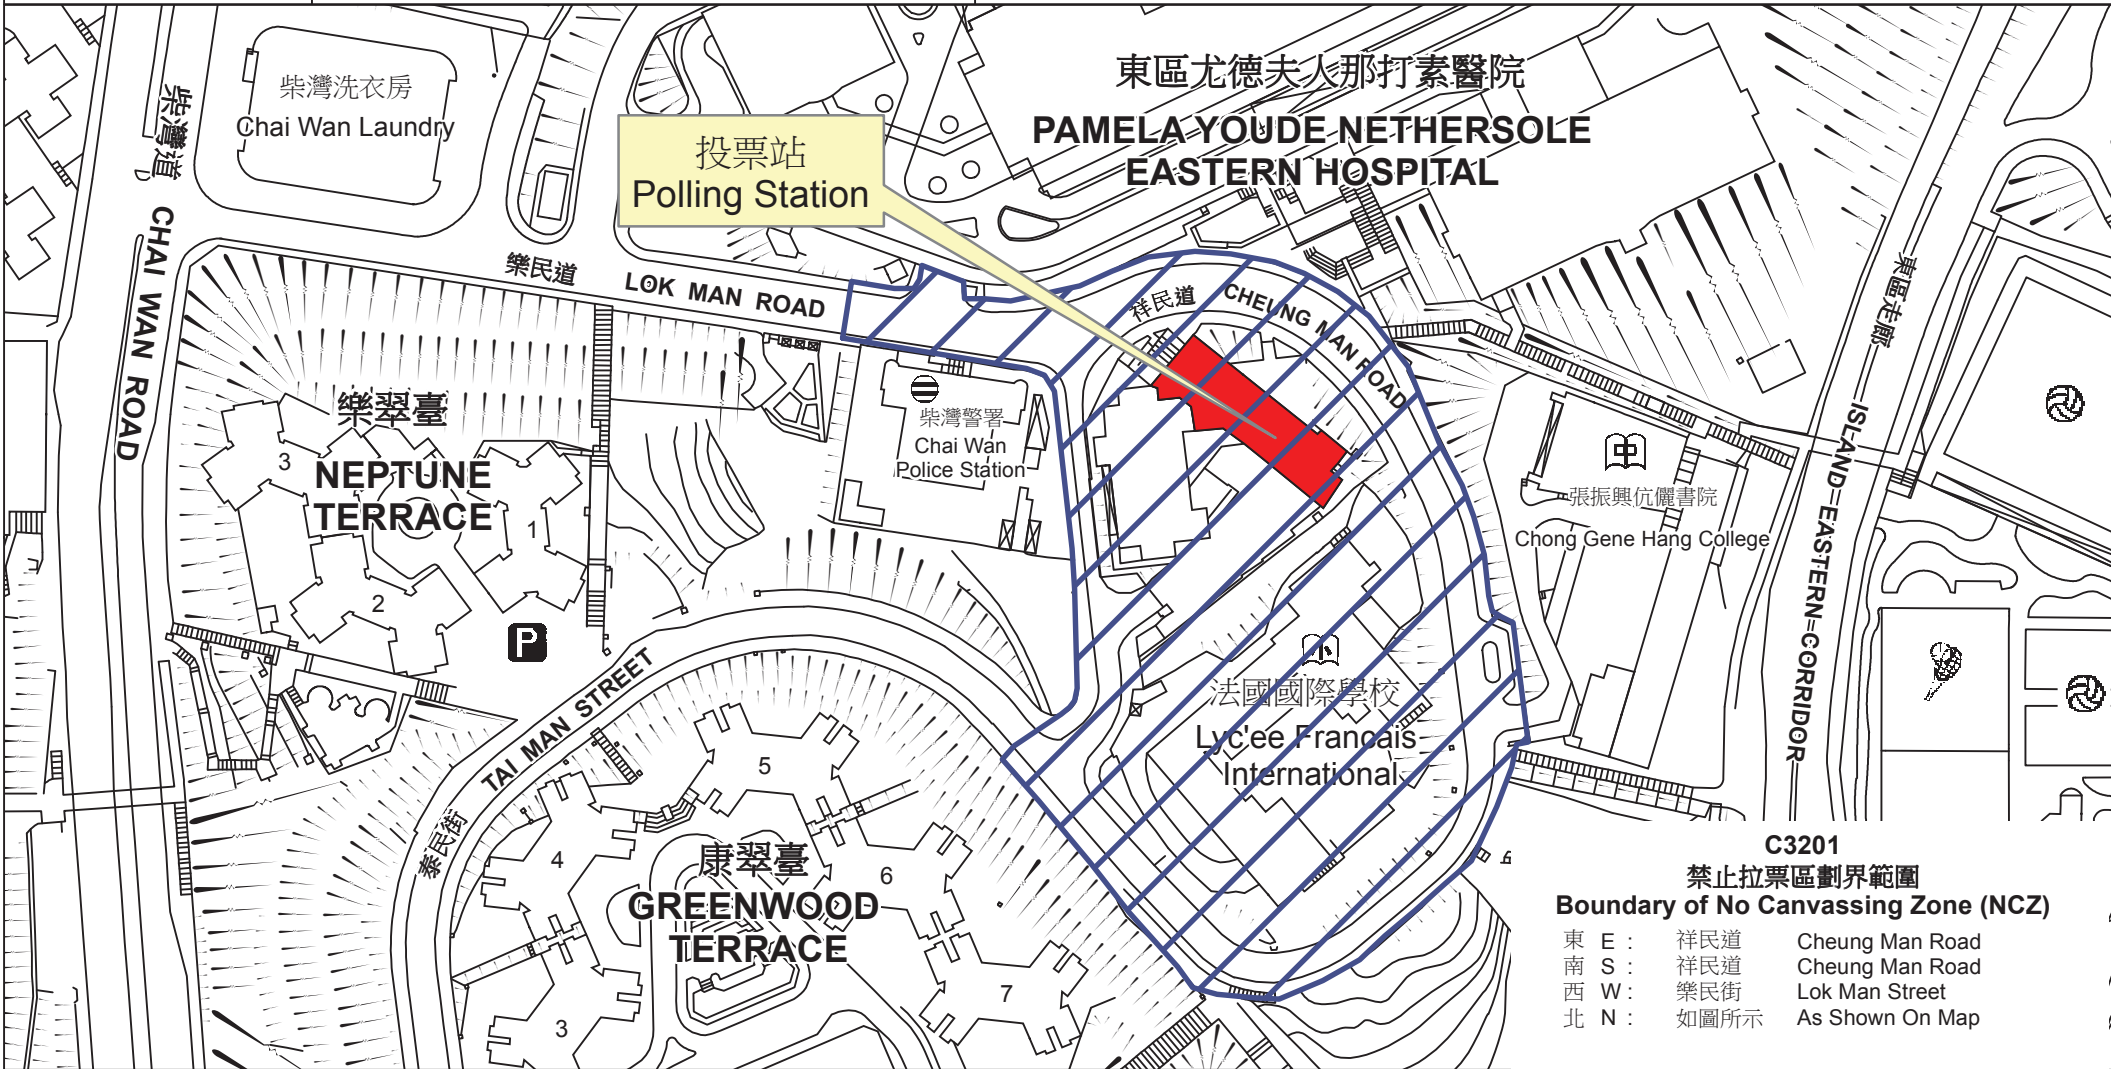 柴灣洗衣房
Chai Wan Laundry
東區尤德夫人那打素醫院
PAMELA YOUDE NETHERSOLE
EASTERN HOSPITAL
投票站
Polling Station
柴灣道
CHAI WAN ROAD
樂民道
LOK MAN ROAD
祥民道
CHEUNG MAN ROAD
東區走廊
ISLAND EASTERN CORRIDOR
樂翠臺
NEPTUNE
TERRACE
3
1
2
P
柴灣警署
Chai Wan
Police Station
中
張振興伉儷書院
Chong Gene Hang College
小
法國國際學校
Lyc'ee Francais
International
泰民街
TAI MAN STREET
康翠臺
GREENWOOD
TERRACE
5
4
6
3
7
C3201
禁止拉票區劃界範圍
Boundary of No Canvassing Zone (NCZ)
東 E : 祥民道 Cheung Man Road
南 S : 祥民道 Cheung Man Road
西 W : 樂民街 Lok Man Street
北 N : 如圖所示 As Shown On Map